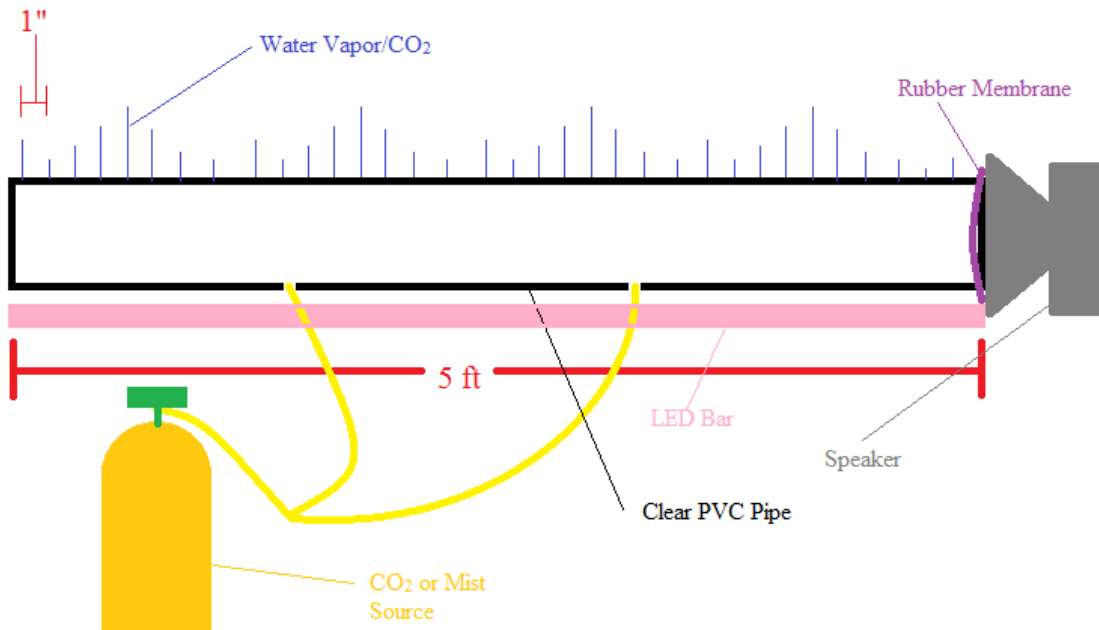 1"
Water Vapor/CO₂
Rubber Membrane
5 ft
LED Bar
Speaker
Clear PVC Pipe
CO₂ or Mist
Source